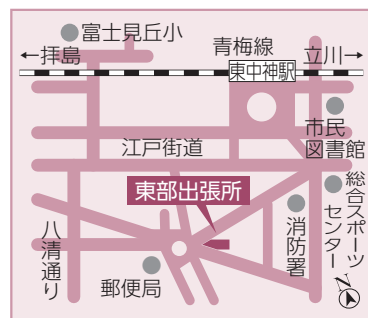 富士見丘小
←拝島
青梅線
立川→
東中神駅
市民
図書館
江戸街道
東部出張所
総合スポーツ
センター
消防署
八清通り
郵便局
N